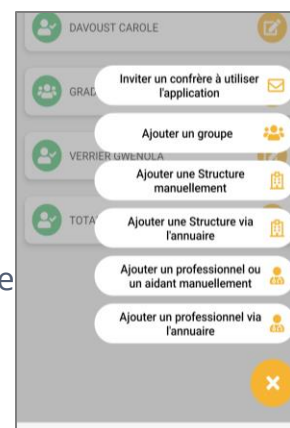 DAVOUST CAROLE
Inviter un confrère à utiliser
l'application
GRAD
Ajouter un groupe
VERRIER GWENOLA
Ajouter une Structure
manuellement
TOTA
Ajouter une Structure via
l'annuaire
e
Ajouter un professionnel ou
un aidant manuellement
Ajouter un professionnel via
l'annuaire